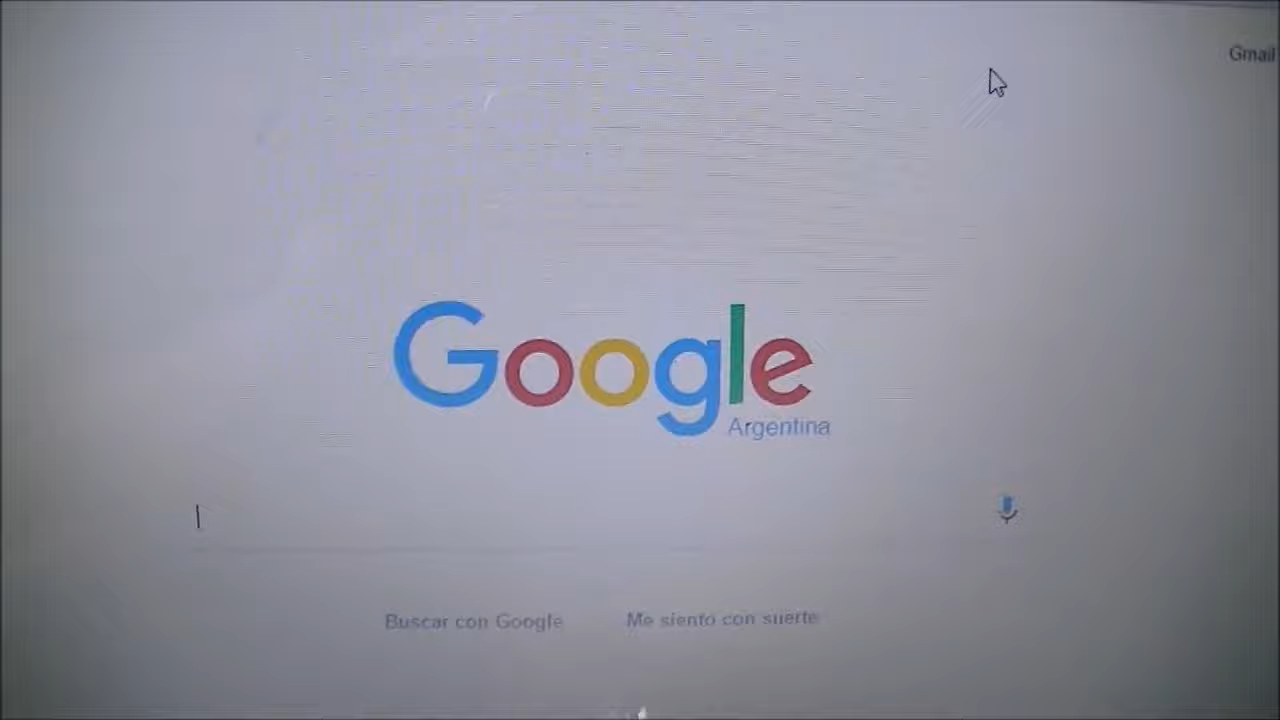 Gmail
Google
Argentina
Buscar con Google
Me siento con suerte